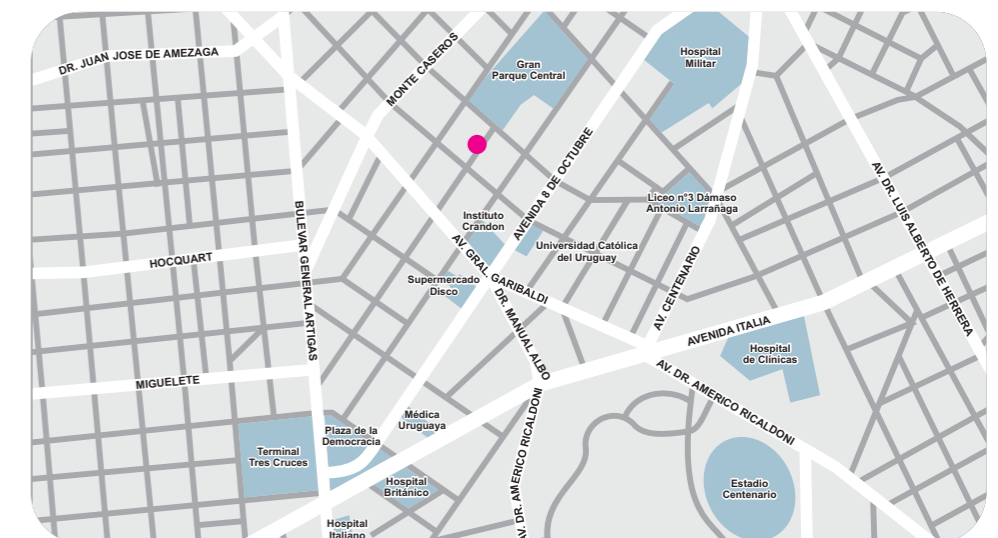 DR. JUAN JOSE DE AMEZAGA
MONTE CASEROS
Gran
Parque Central
Hospital
Militar
AVENIDA 8 DE OCTUBRE
AV. DR. LUIS ALBERTO DE HERRERA
Liceo n°3 Dámaso
Antonio Larrañaga
Instituto
Crandon
Universidad Católica
del Uruguay
BULEVAR GENERAL ARTIGAS
HOCQUART
AV. GRAL. GARIBALDI
Supermercado
Disco
DR. MANUAL ALBO
AV. CENTENARIO
AVENIDA ITALIA
Hospital
de Clínicas
MIGUELETE
AV. DR. AMERICO RICALDONI
AV. DR. AMERICO RICALDONI
Médica
Uruguaya
Plaza de la
Democracia
Terminal
Tres Cruces
Hospital
Británico
Estadio
Centenario
Hospital
Italiano